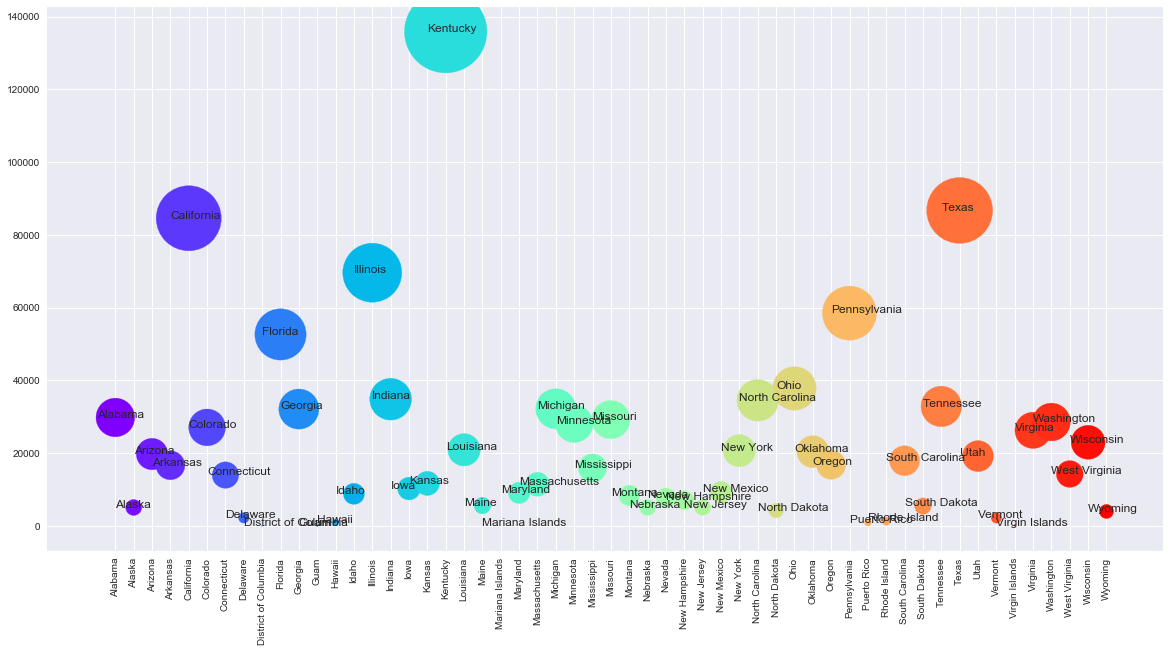 140000
120000
100000
80000
60000
40000
20000
0
Kentucky
California
Texas
Illinois
Pennsylvania
Florida
Indiana
Ohio
North Carolina
Alabama
Georgia
Michigan
Tennessee
Colorado
Minnesota
Missouri
Virginia
Washington
Arizona
Louisiana
New York
Oklahoma
Utah
Wisconsin
Arkansas
Mississippi
Oregon
South Carolina
Connecticut
West Virginia
Iowa
Kansas
Massachusetts
Idaho
Maryland
Montana
Nevada
New Hampshire
New Mexico
Alaska
Maine
Nebraska
New Jersey
North Dakota
South Dakota
Wyoming
Delaware
District of Columbia
Guam
Hawaii
Mariana Islands
Puerto Rico
Rhode Island
Vermont
Virgin Islands
Alabama
Alaska
Arizona
Arkansas
California
Colorado
Connecticut
Delaware
District of Columbia
Florida
Georgia
Guam
Hawaii
Idaho
Illinois
Indiana
Iowa
Kansas
Kentucky
Louisiana
Maine
Mariana Islands
Maryland
Massachusetts
Michigan
Minnesota
Mississippi
Missouri
Montana
Nebraska
Nevada
New Hampshire
New Jersey
New Mexico
New York
North Carolina
North Dakota
Ohio
Oklahoma
Oregon
Pennsylvania
Puerto Rico
Rhode Island
South Carolina
South Dakota
Tennessee
Texas
Utah
Vermont
Virgin Islands
Virginia
Washington
West Virginia
Wisconsin
Wyoming